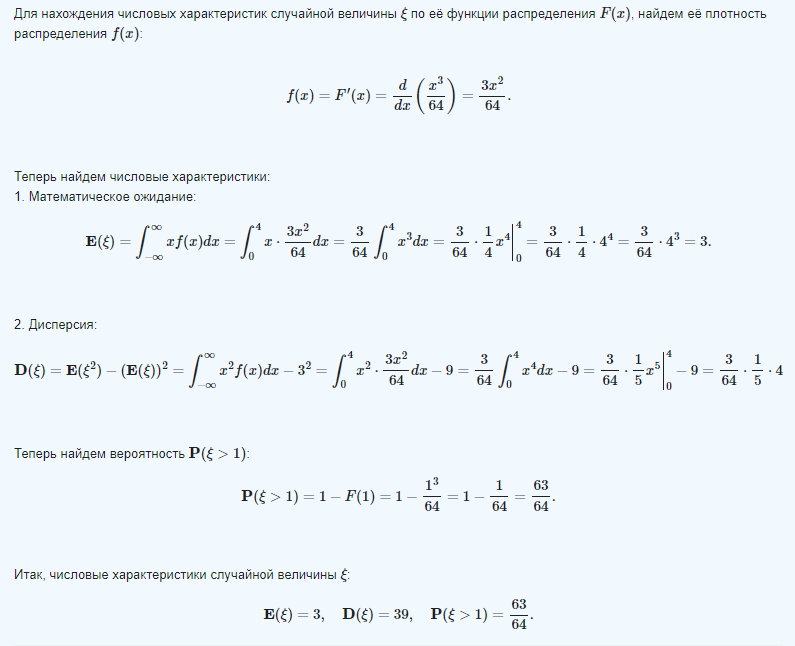 Для нахождения числовых характеристик случайной величины ξ по её функции распределения F(x), найдем её плотность
распределения f(x):
f(x) = F′(x) = d/dx (x³/64) = 3x²/64.
Теперь найдем числовые характеристики:
1. Математическое ожидание:
E(ξ) = ∫_{−∞}^{∞} xf(x)dx = ∫_0^4 x · 3x²/64 dx = 3/64 ∫_0^4 x³dx = 3/64 · 1/4 x⁴|_0^4 = 3/64 · 1/4 · 4⁴ = 3/64 · 4³ = 3.
2. Дисперсия:
D(ξ) = E(ξ²) − (E(ξ))² = ∫_{−∞}^{∞} x²f(x)dx − 3² = ∫_0^4 x² · 3x²/64 dx − 9 = 3/64 ∫_0^4 x⁴dx − 9 = 3/64 · 1/5 x⁵|_0^4 − 9 = 3/64 · 1/5 · 4
Теперь найдем вероятность P(ξ > 1):
P(ξ > 1) = 1 − F(1) = 1 − 1³/64 = 1 − 1/64 = 63/64.
Итак, числовые характеристики случайной величины ξ:
E(ξ) = 3, D(ξ) = 39, P(ξ > 1) = 63/64.